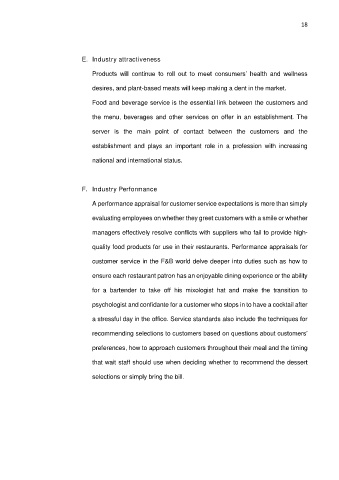 18
E. Industry attractiveness
Products will continue to roll out to meet consumers' health and wellness
desires, and plant-based meats will keep making a dent in the market.
Food and beverage service is the essential link between the customers and
the menu, beverages and other services on offer in an establishment. The
server is the main point of contact between the customers and the
establishment and plays an important role in a profession with increasing
national and international status.
F. Industry Performance
A performance appraisal for customer service expectations is more than simply
evaluating employees on whether they greet customers with a smile or whether
managers effectively resolve conflicts with suppliers who fail to provide high-
quality food products for use in their restaurants. Performance appraisals for
customer service in the F&B world delve deeper into duties such as how to
ensure each restaurant patron has an enjoyable dining experience or the ability
for a bartender to take off his mixologist hat and make the transition to
psychologist and confidante for a customer who stops in to have a cocktail after
a stressful day in the office. Service standards also include the techniques for
recommending selections to customers based on questions about customers'
preferences, how to approach customers throughout their meal and the timing
that wait staff should use when deciding whether to recommend the dessert
selections or simply bring the bill.